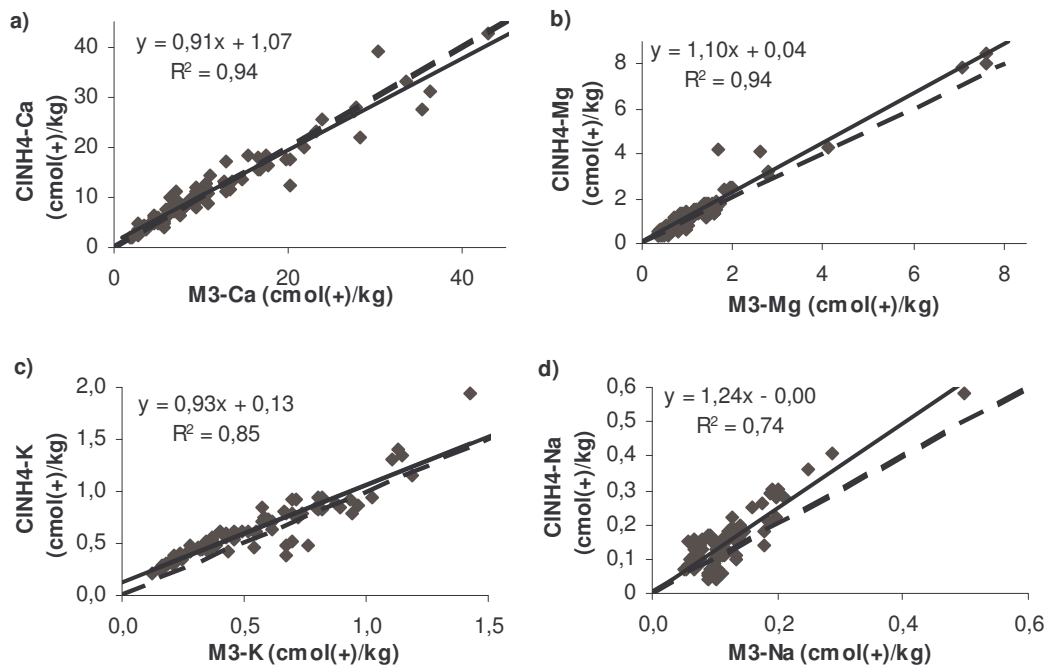 a)
y = 0,91x + 1,07
R² = 0,94
ClNH4-Ca
(cmol(+)/kg)
40
30
20
10
0
0 20 40
M3-Ca (cmol(+)/kg)
b)
y = 1,10x + 0,04
R² = 0,94
ClNH4-Mg
(cmol(+)/kg)
8
6
4
2
0
0 2 4 6 8
M3-Mg (cmol(+)/kg)
c)
y = 0,93x + 0,13
R² = 0,85
ClNH4-K
(cmol(+)/kg)
2,0
1,5
1,0
0,5
0,0
0,0 0,5 1,0 1,5
M3-K (cmol(+)/kg)
d)
y = 1,24x - 0,00
R² = 0,74
ClNH4-Na
(cmol(+)/kg)
0,6
0,5
0,4
0,3
0,2
0,1
0
0,0 0,2 0,4 0,6
M3-Na (cmol(+)/kg)